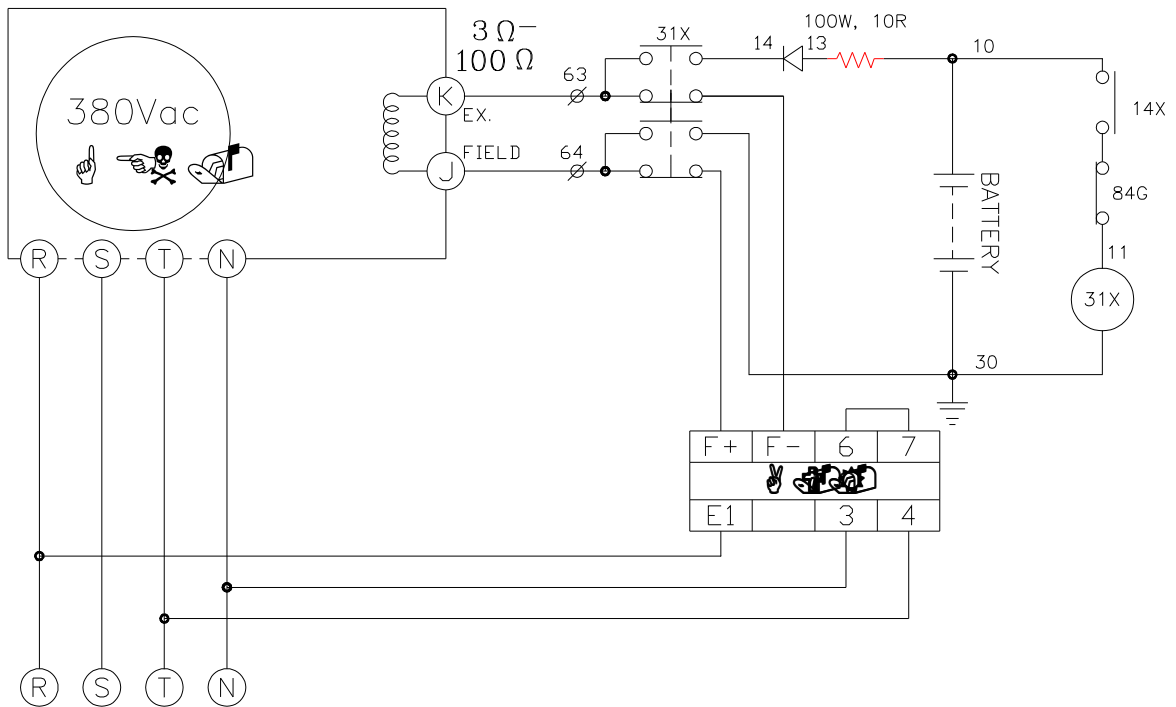 3 Ω–
100 Ω
380Vac
K
EX.
FIELD
J
63
64
31X
14
13
100W, 10R
10
14X
84G
11
31X
BATTERY
30
R S T N
F+ F- 6 7
E1 3 4
R S T N